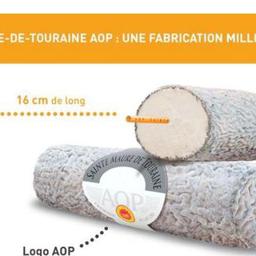 E-DE-TOURAINE AOP : UNE FABRICATION MILLE
16 cm de long
SAINTE MAURE DE TOURAINE
AOP
Logo AOP